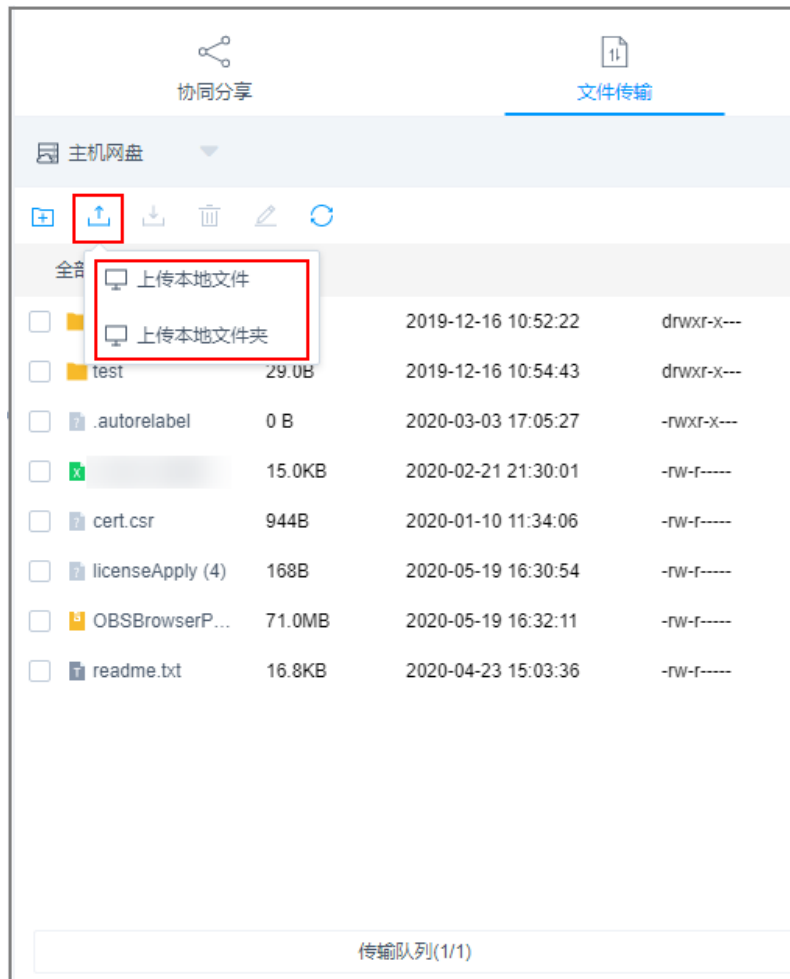 协同分享
文件传输
主机网盘
全部
上传本地文件
上传本地文件夹
2019-12-16 10:52:22 drwxr-x---
test 29.0B 2019-12-16 10:54:43 drwxr-x---
.autorelabel 0 B 2020-03-03 17:05:27 -rwxr-x---
15.0KB 2020-02-21 21:30:01 -rw-r-----
cert.csr 944B 2020-01-10 11:34:06 -rw-r-----
licenseApply (4) 168B 2020-05-19 16:30:54 -rw-r-----
OBSBrowserP... 71.0MB 2020-05-19 16:32:11 -rw-r-----
readme.txt 16.8KB 2020-04-23 15:03:36 -rw-r-----
传输队列(1/1)